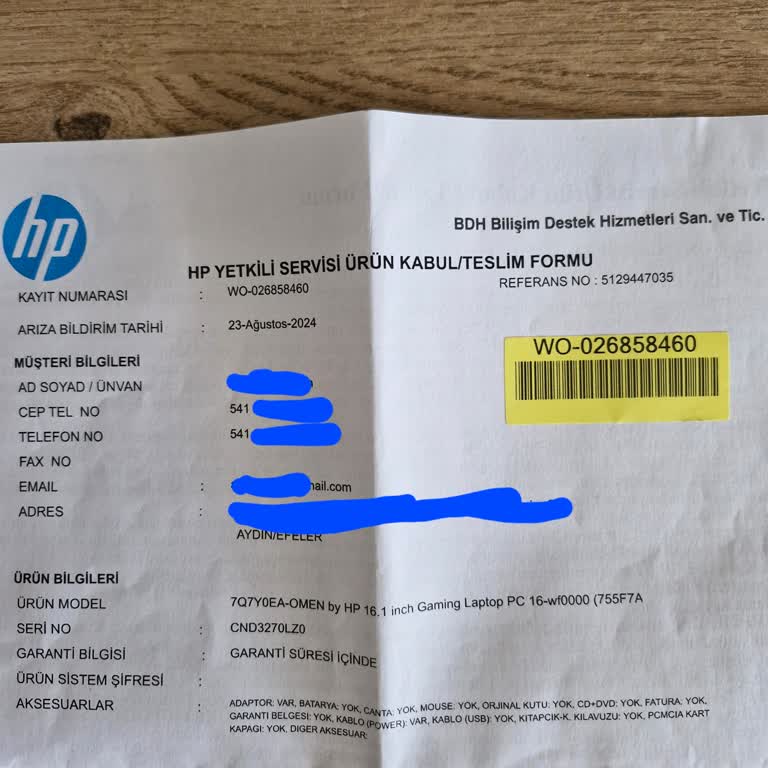 hp
BDH Bilişim Destek Hizmetleri San. ve Tic.
HP YETKİLİ SERVİSİ ÜRÜN KABUL/TESLİM FORMU
KAYIT NUMARASI : WO-026858460
REFERANS NO : 5129447035
ARIZA BİLDİRİM TARİHİ : 23-Ağustos-2024
WO-026858460
MÜŞTERİ BİLGİLERİ
AD SOYAD / ÜNVAN
CEP TEL NO 541
TELEFON NO 541
FAX NO
EMAIL : ail.com
ADRES :
AYDIN/EFELER
ÜRÜN BİLGİLERİ
ÜRÜN MODEL 7Q7Y0EA-OMEN by HP 16.1 inch Gaming Laptop PC 16-wf0000 (755F7A
SERİ NO : CND3270LZ0
GARANTİ BİLGİSİ : GARANTİ SÜRESİ İÇİNDE
ÜRÜN SİSTEM ŞİFRESİ :
AKSESUARLAR : ADAPTOR: VAR, BATARYA: YOK, CANTA: YOK, MOUSE: YOK, ORJINAL KUTU: YOK, CD+DVD: YOK, FATURA: YOK,
GARANTI BELGESI: YOK, KABLO (POWER): VAR, KABLO (USB): YOK, KITAPCIK-K. KILAVUZU: YOK, PCMCIA KART
KAPAGI: YOK, DIGER AKSESUAR: